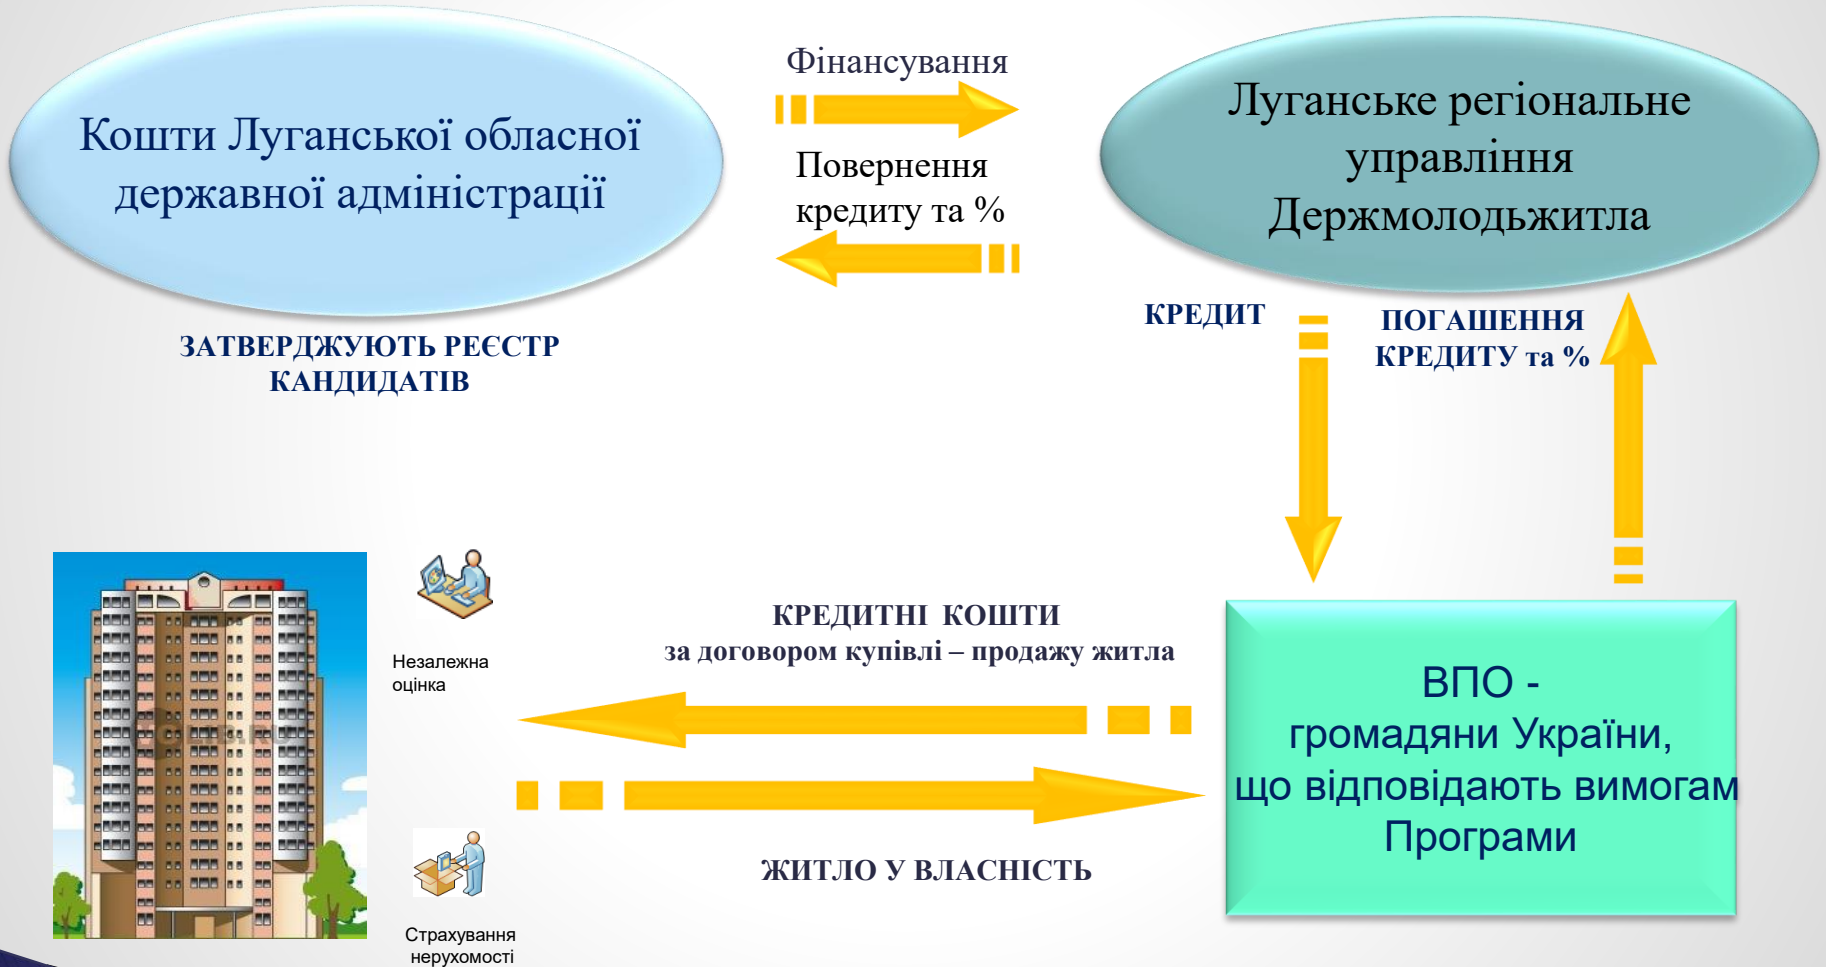 Кошти Луганської обласної
державної адміністрації
Фінансування
Повернення
кредиту та %
Луганське регіональне
управління
Держмолодьжитла
ЗАТВЕРДЖУЮТЬ РЕЄСТР
КАНДИДАТІВ
КРЕДИТ
ПОГАШЕННЯ
КРЕДИТУ та %
Незалежна
оцінка
КРЕДИТНІ КОШТИ
за договором купівлі – продажу житла
ВПО -
громадяни України,
що відповідають вимогам
Програми
ЖИТЛО У ВЛАСНІСТЬ
Страхування
нерухомості